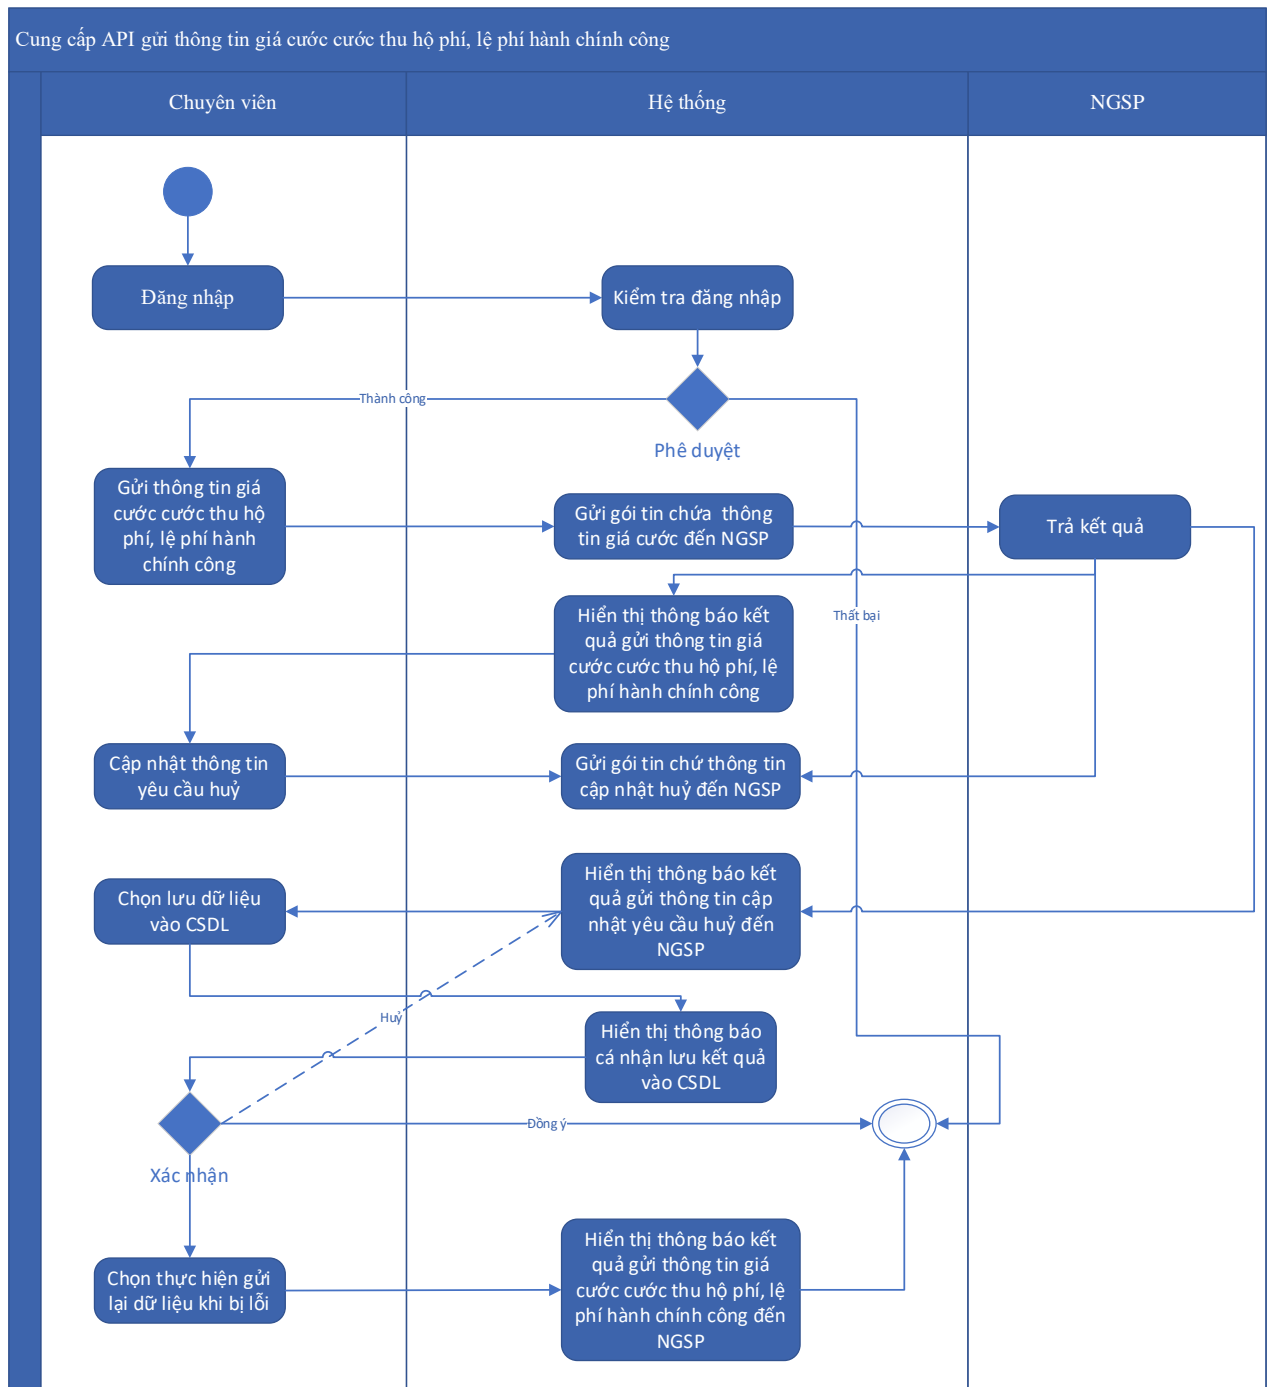 Cung cấp API gửi thông tin giá cước cước thu hộ phí, lệ phí hành chính công
Chuyên viên
Hệ thống
NGSP
Đăng nhập
Kiểm tra đăng nhập
Thành công
Phê duyệt
Gửi thông tin giá
cước cước thu hộ
phí, lệ phí hành
chính công
Gửi gói tin chứa  thông
tin giá cước đến NGSP
Trả kết quả
Hiển thị thông báo kết
quả gửi thông tin giá
cước cước thu hộ phí, lệ
phí hành chính công
Thất bại
Cập nhật thông tin
yêu cầu huỷ
Gửi gói tin chứ thông tin
cập nhật huỷ đến NGSP
Chọn lưu dữ liệu
vào CSDL
Hiển thị thông báo kết
quả gửi thông tin cập
nhật yêu cầu huỷ đến
NGSP
Huỷ
Hiển thị thông báo
cá nhận lưu kết quả
vào CSDL
Đồng ý
Xác nhận
Chọn thực hiện gửi
lại dữ liệu khi bị lỗi
Hiển thị thông báo kết
quả gửi thông tin giá
cước cước thu hộ phí, lệ
phí hành chính công đến
NGSP